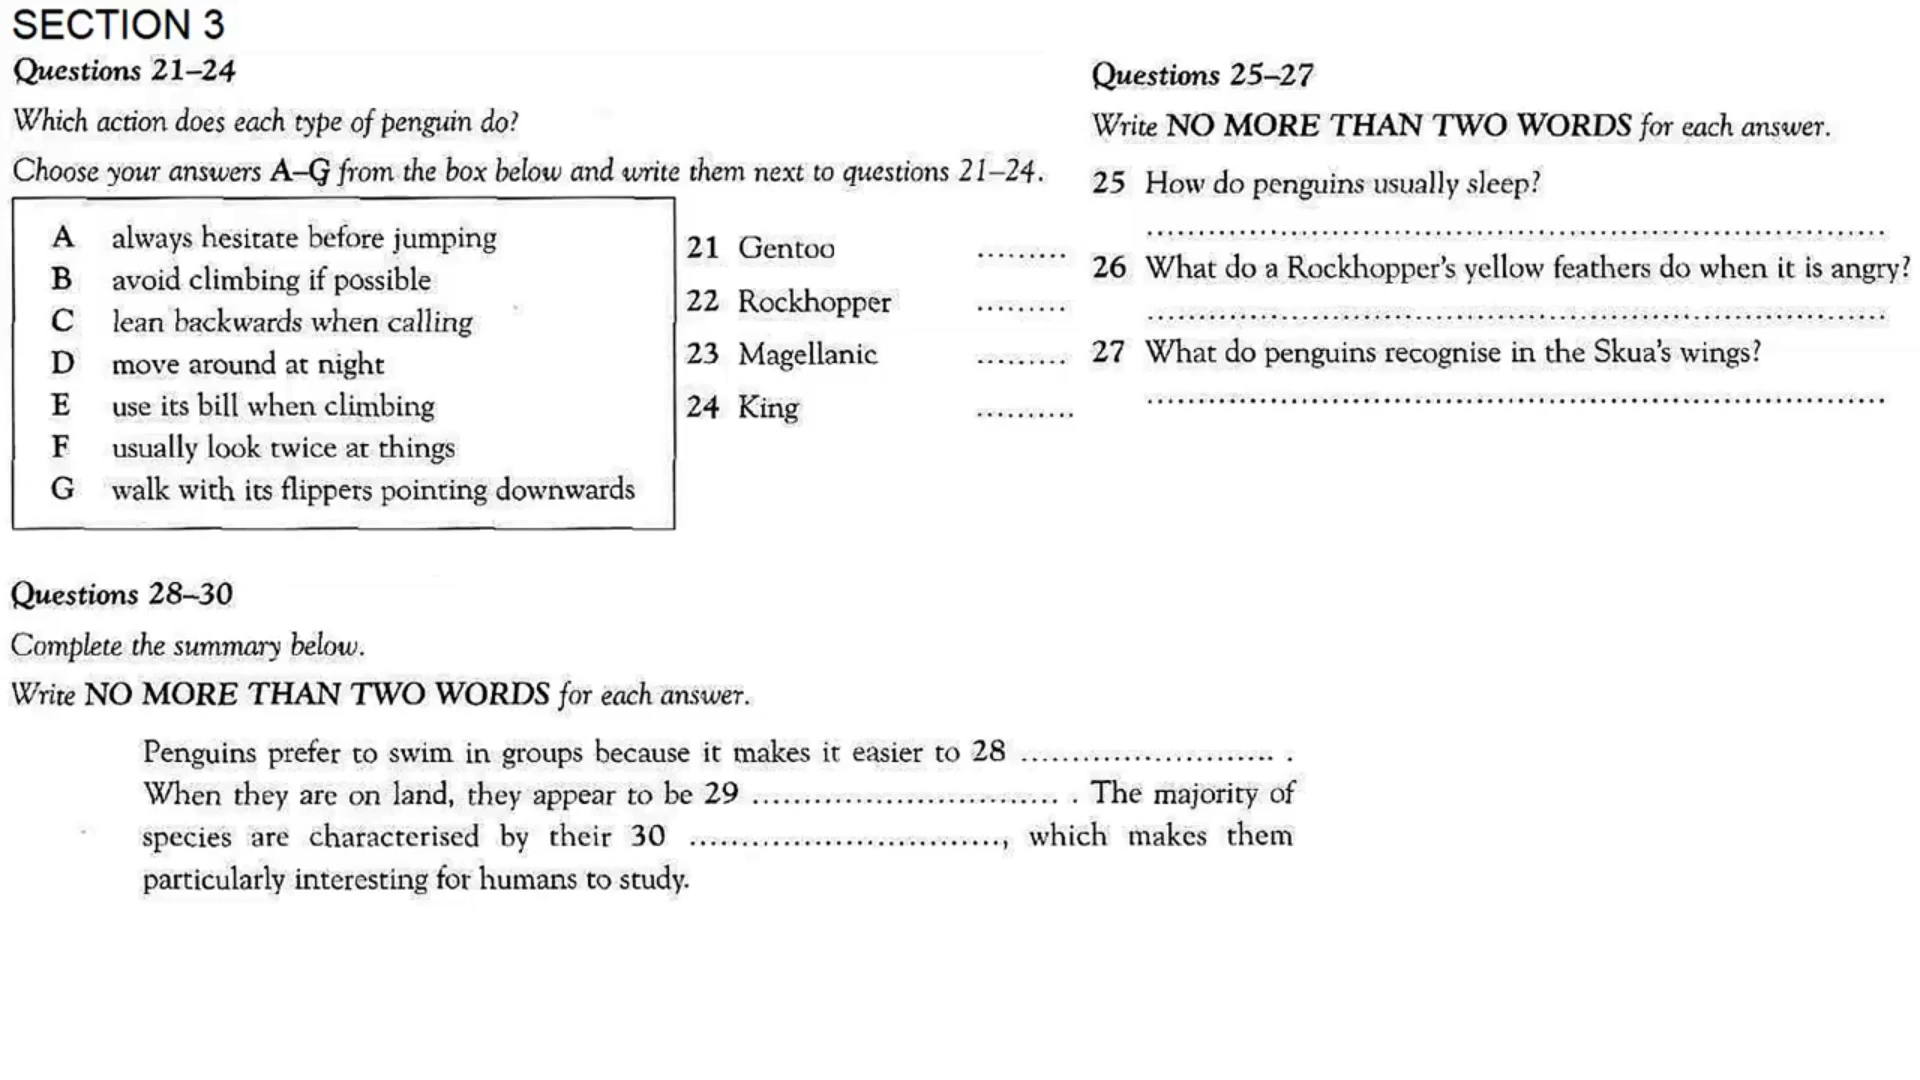 SECTION 3
Questions 21–24
Which action does each type of penguin do?
Choose your answers A–G from the box below and write them next to questions 21–24.
A always hesitate before jumping
B avoid climbing if possible
C lean backwards when calling
D move around at night
E use its bill when climbing
F usually look twice at things
G walk with its flippers pointing downwards
21 Gentoo .........
22 Rockhopper .........
23 Magellanic .........
24 King ..........
Questions 25–27
Write NO MORE THAN TWO WORDS for each answer.
25 How do penguins usually sleep?
..........................................................................
26 What do a Rockhopper's yellow feathers do when it is angry?
..........................................................................
27 What do penguins recognise in the Skua's wings?
..........................................................................
Questions 28–30
Complete the summary below.
Write NO MORE THAN TWO WORDS for each answer.
Penguins prefer to swim in groups because it makes it easier to 28 ........................ .
When they are on land, they appear to be 29 ............................. . The majority of
species are characterised by their 30 .............................., which makes them
particularly interesting for humans to study.